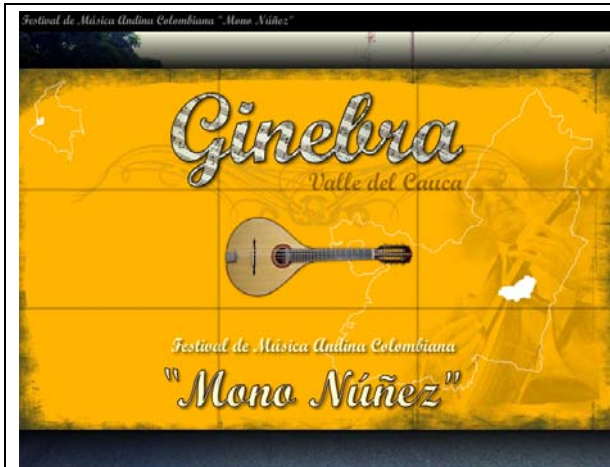 Festival de Música Andina Colombiana "Mono Núñez"
Ginebra
Valle del Cauca
Festival de Música Andina Colombiana
"Mono Núñez"